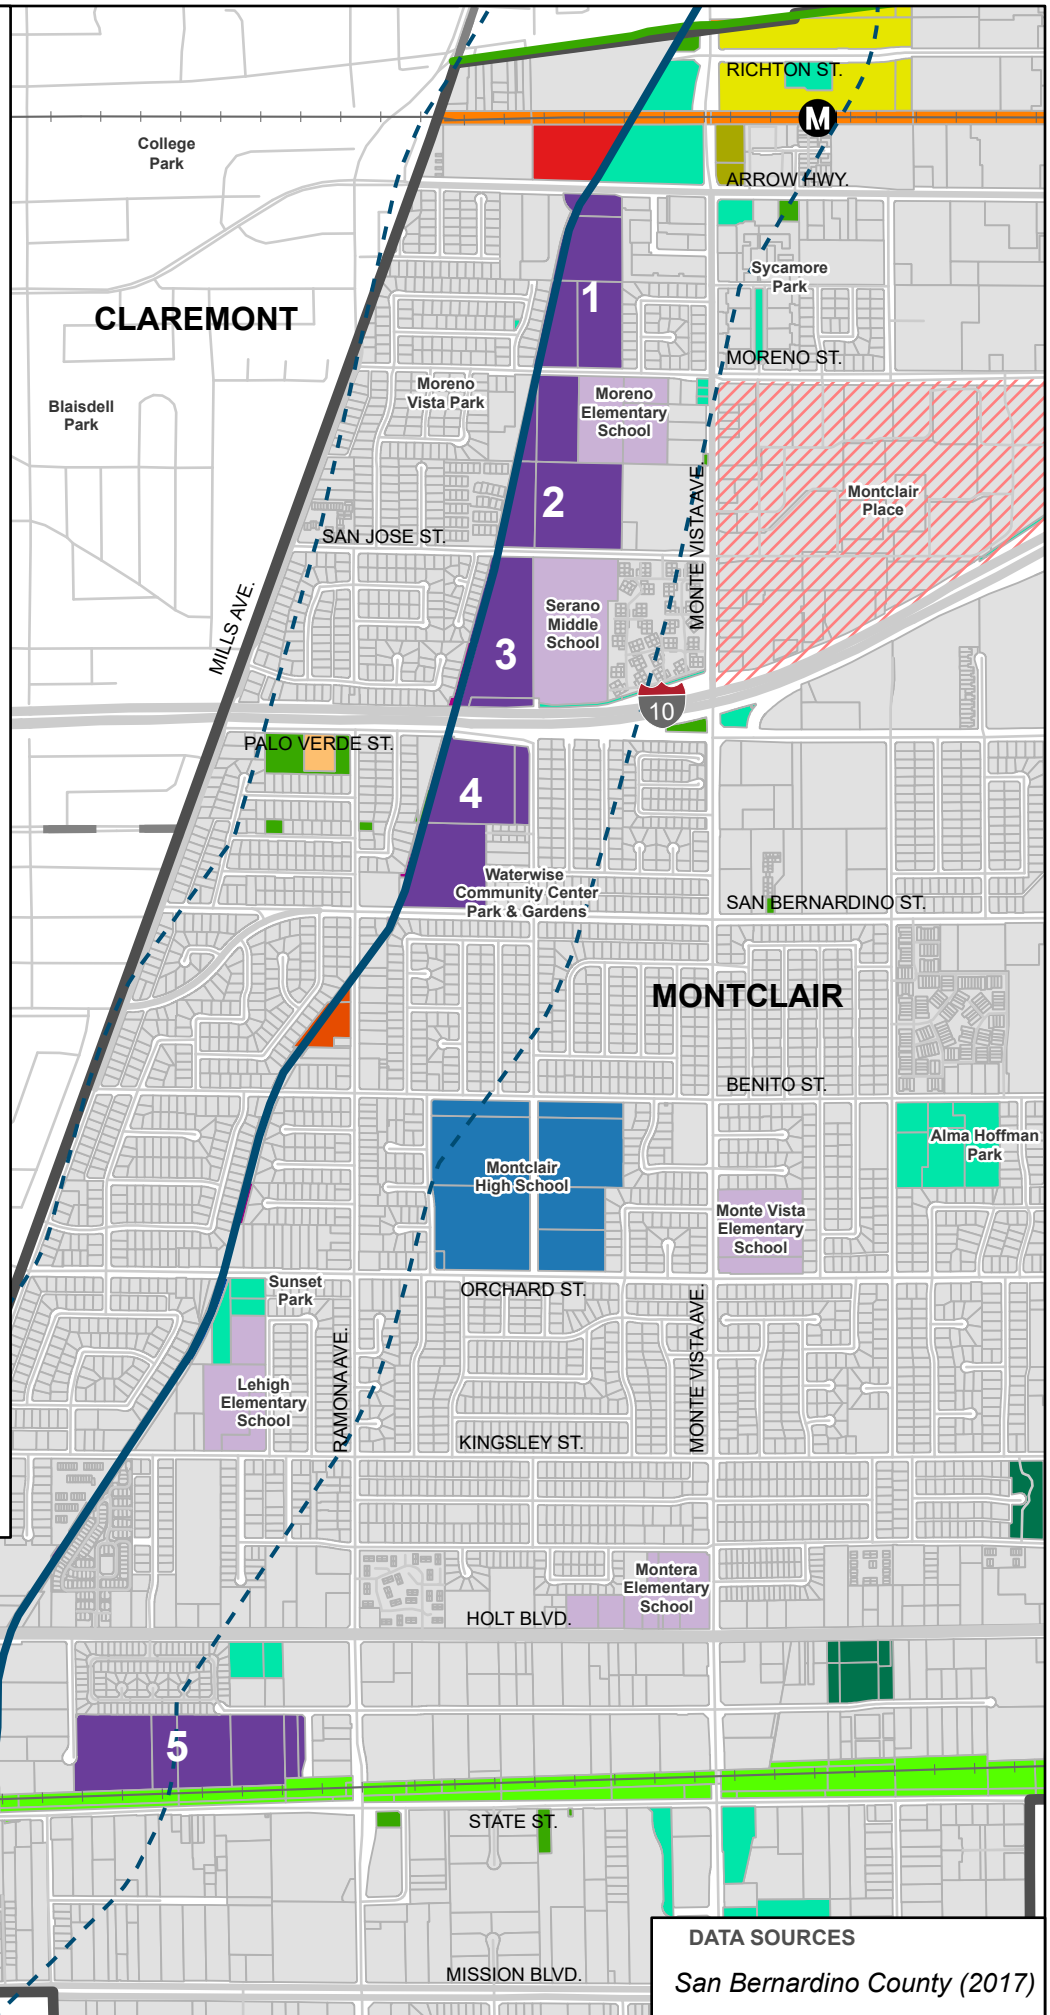 RICHTON ST.
M
College
Park
ARROW HWY.
Sycamore
Park
1
CLAREMONT
MORENO ST.
Moreno
Vista Park
Moreno
Elementary
School
Blaisdell
Park
2
Montclair
Place
MONTE VISTA AVE.
SAN JOSE ST.
MILLS AVE.
Serano
Middle
School
3
10
PALO VERDE ST.
4
Waterwise
Community Center
Park & Gardens
SAN BERNARDINO ST.
MONTCLAIR
BENITO ST.
Alma Hoffman
Park
Montclair
High School
Monte Vista
Elementary
School
Sunset
Park
ORCHARD ST.
MONTE VISTA AVE.
RAMONA AVE.
Lehigh
Elementary
School
KINGSLEY ST.
Montera
Elementary
School
HOLT BLVD.
5
STATE ST.
DATA SOURCES
MISSION BLVD.
San Bernardino County (2017)